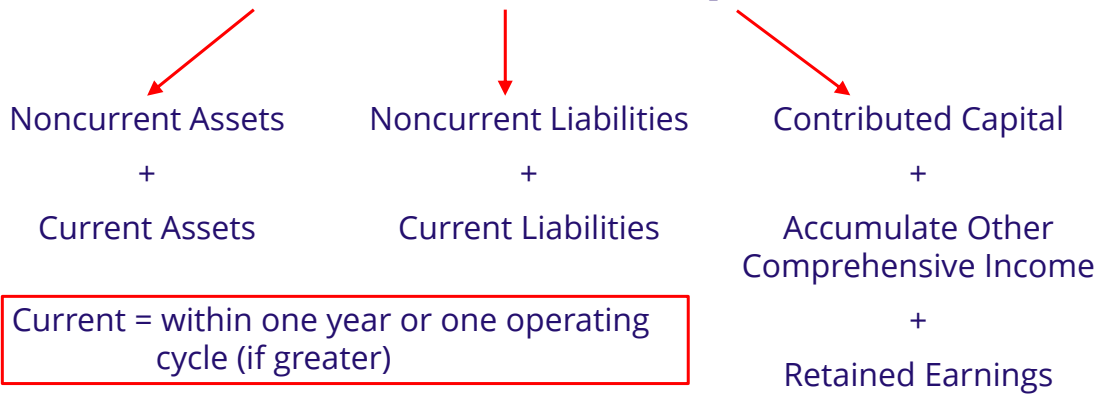 Noncurrent Assets
+
Current Assets
Noncurrent Liabilities
+
Current Liabilities
Contributed Capital
+
Accumulate Other
Comprehensive Income
+
Retained Earnings
Current = within one year or one operating
cycle (if greater)